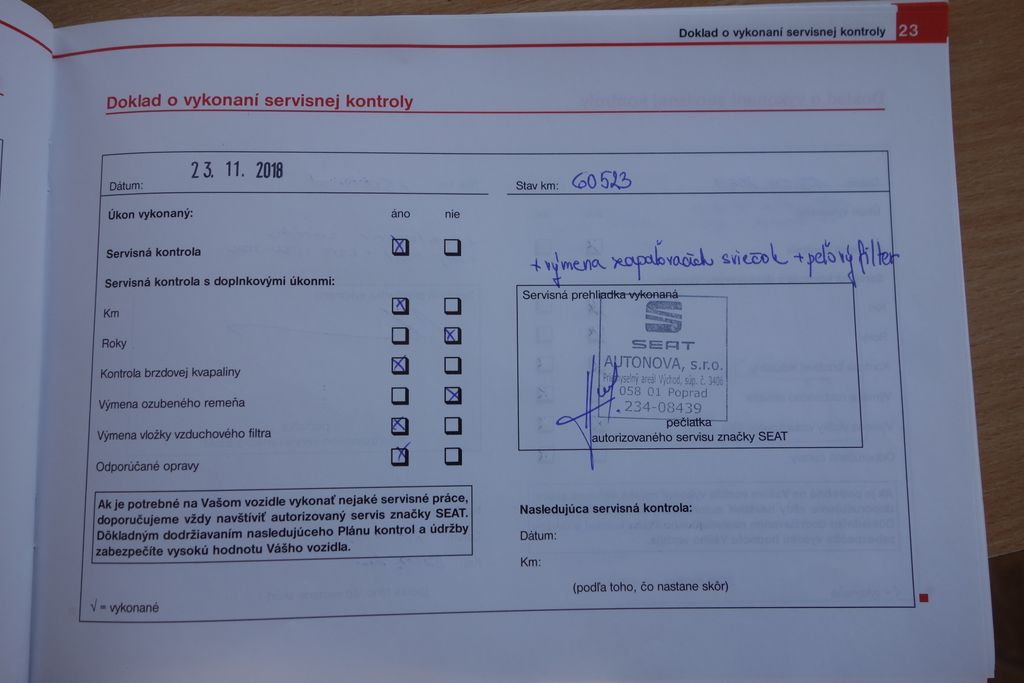 Doklad o vykonaní servisnej kontroly 23
Doklad o vykonaní servisnej kontroly
Dátum: 23. 11. 2018
Stav km: 60523
Úkon vykonaný: áno nie
Servisná kontrola
Servisná kontrola s doplnkovými úkonmi:
Km
Roky
Kontrola brzdovej kvapaliny
Výmena ozubeného remeňa
Výmena vložky vzduchového filtra
Odporúčané opravy
Ak je potrebné na Vašom vozidle vykonať nejaké servisné práce,
doporučujeme vždy navštíviť autorizovaný servis značky SEAT.
Dôkladným dodržiavaním nasledujúceho Plánu kontrol a údržby
zabezpečíte vysokú hodnotu Vášho vozidla.
√ = vykonané
+ výmena zapaľovacích sviečok + peľový filter
Servisná prehliadka vykonaná
SEAT
AUTONOVA, s.r.o.
Priemyselný areál Východ, súp. č. 3406
058 01 Poprad
234-08439
pečiatka
autorizovaného servisu značky SEAT
Nasledujúca servisná kontrola:
Dátum:
Km:
(podľa toho, čo nastane skôr)